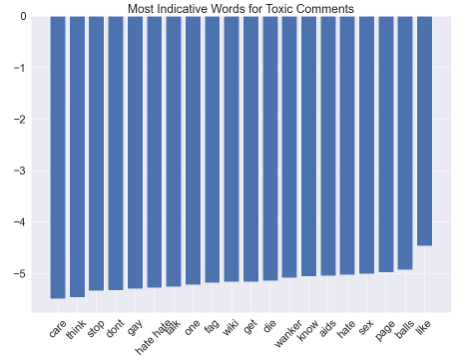 Most Indicative Words for Toxic Comments
0
−1
−2
−3
−4
−5
care
think
stop
dont
gay
hate hate
talk
one
fag
wiki
get
die
wanker
know
aids
hate
sex
page
balls
like